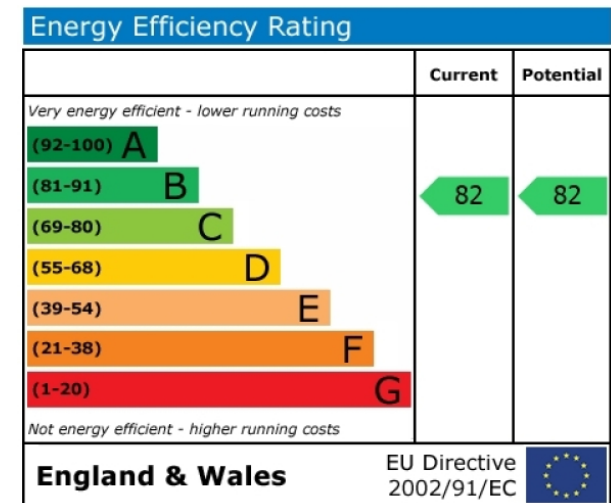 Energy Efficiency Rating
Current Potential
Very energy efficient - lower running costs
(92-100) A
(81-91) B
82 82
(69-80) C
(55-68) D
(39-54) E
(21-38) F
(1-20) G
Not energy efficient - higher running costs
England & Wales
EU Directive
2002/91/EC